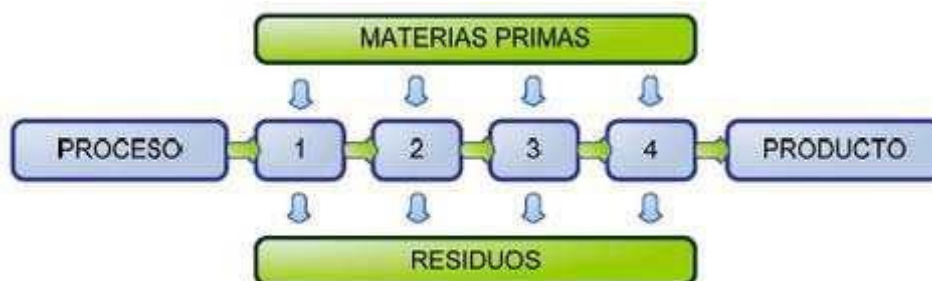 MATERIAS PRIMAS
PROCESO 1 2 3 4 PRODUCTO
RESIDUOS